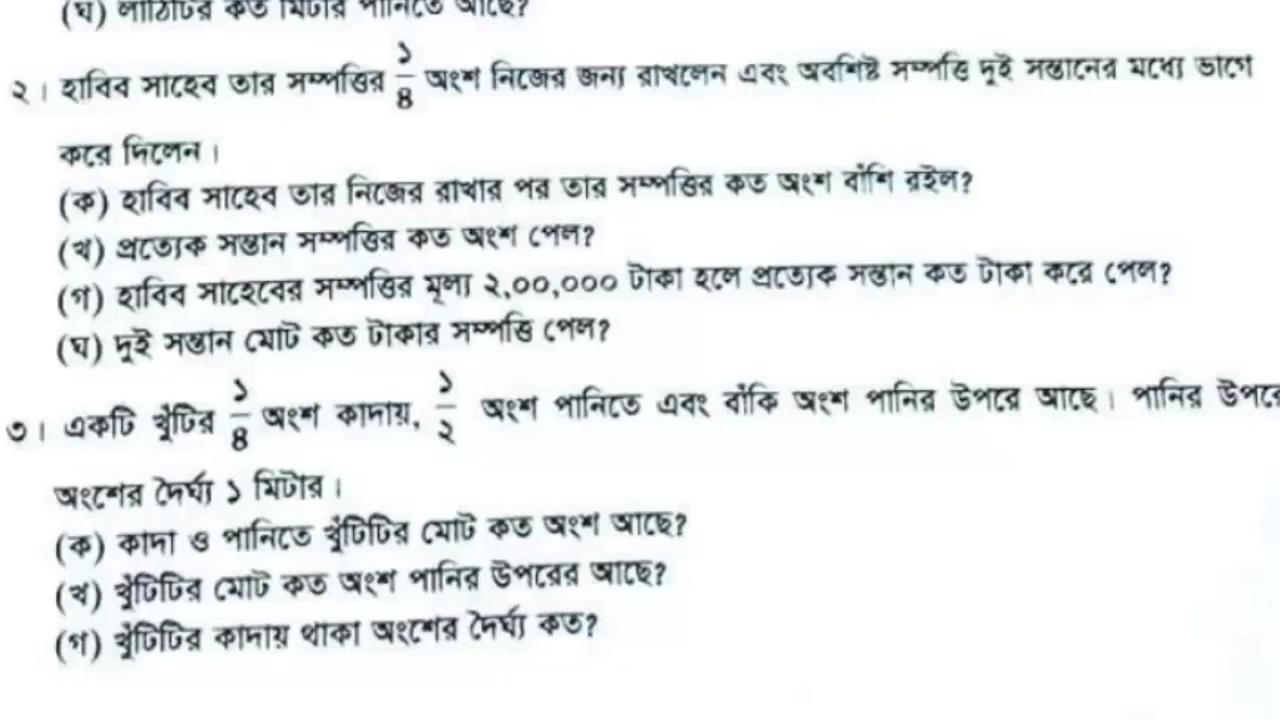 (ঘ) লাঠিটির কত মিটার পানিতে আছে?
২। হাবিব সাহেব তার সম্পত্তির ১/৪ অংশ নিজের জন্য রাখলেন এবং অবশিষ্ট সম্পত্তি দুই সন্তানের মধ্যে ভাগে
করে দিলেন।
(ক) হাবিব সাহেব তার নিজের রাখার পর তার সম্পত্তির কত অংশ বাঁশি রইল?
(খ) প্রত্যেক সন্তান সম্পত্তির কত অংশ পেল?
(গ) হাবিব সাহেবের সম্পত্তির মূল্য ২,০০,০০০ টাকা হলে প্রত্যেক সন্তান কত টাকা করে পেল?
(ঘ) দুই সন্তান মোট কত টাকার সম্পত্তি পেল?
৩। একটি খুঁটির ১/৪ অংশ কাদায়, ১/২ অংশ পানিতে এবং বাঁকি অংশ পানির উপরে আছে। পানির উপরে
অংশের দৈর্ঘ্য ১ মিটার।
(ক) কাদা ও পানিতে খুঁটিটির মোট কত অংশ আছে?
(খ) খুঁটিটির মোট কত অংশ পানির উপরের আছে?
(গ) খুঁটিটির কাদায় থাকা অংশের দৈর্ঘ্য কত?